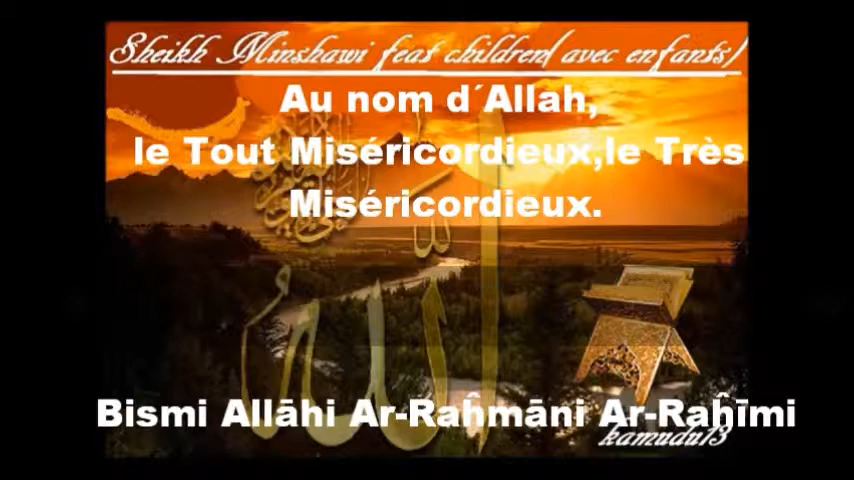 Sheikh Minshawi feat children(avec enfants)
Au nom d´Allah,
le Tout Miséricordieux,le Très
Miséricordieux.
الله
Bismi Allāhi Ar-Raĥmāni Ar-Raĥīmi
kamudu13